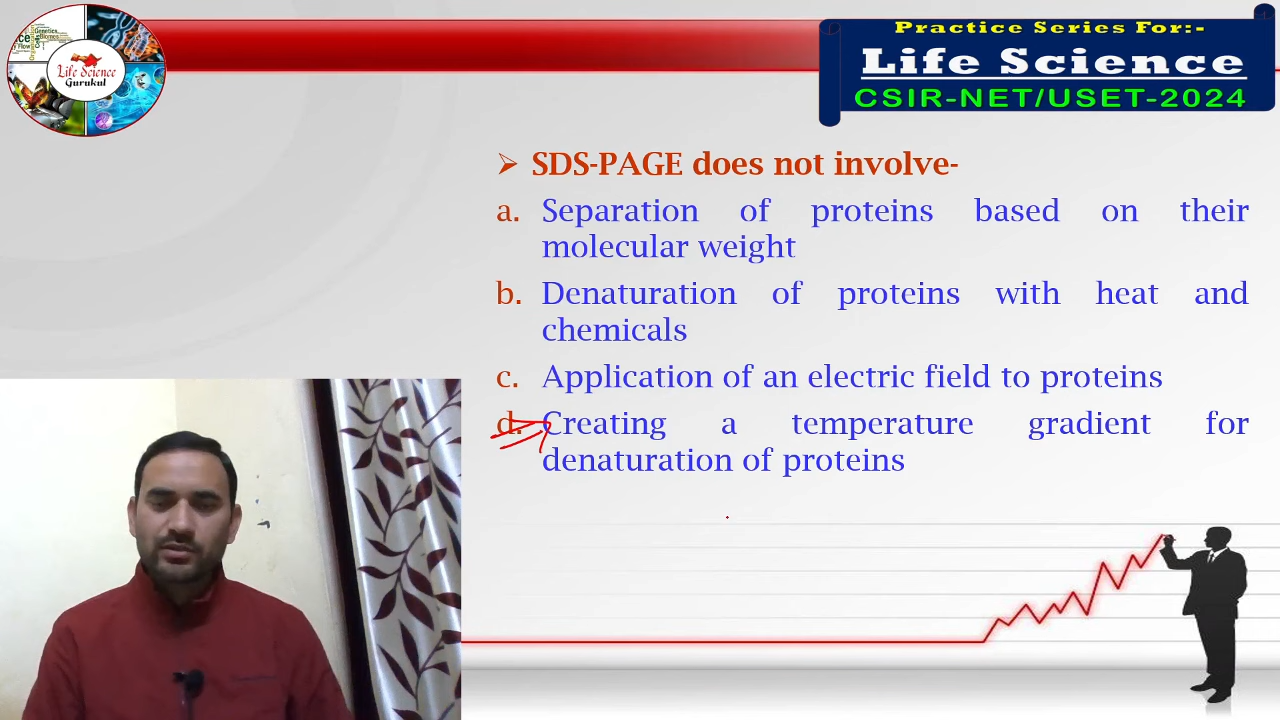 Life Science
Gurukul
Practice Series For:-
Life Science
CSIR-NET/USET-2024
➢ SDS-PAGE does not involve-
a. Separation of proteins based on their
molecular weight
b. Denaturation of proteins with heat and
chemicals
c. Application of an electric field to proteins
d. Creating a temperature gradient for
denaturation of proteins